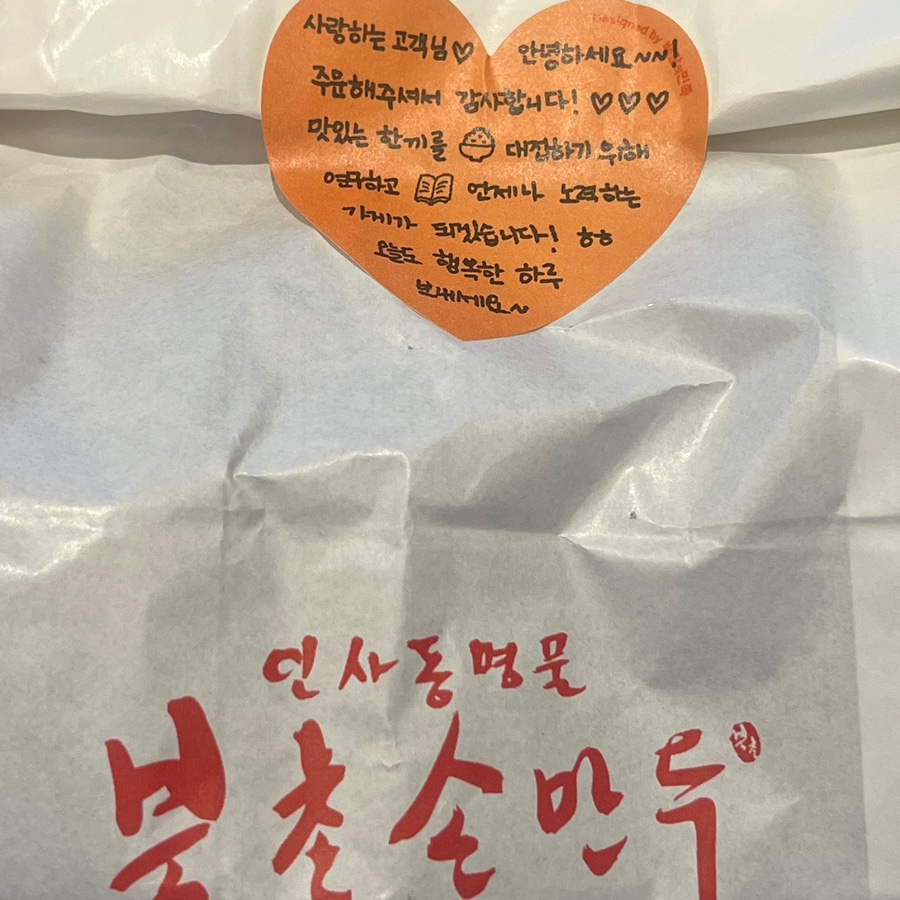 사랑하는 고객님♡ 안녕하세요~~!
주문해주셔서 감사합니다! ♡♡♡
맛있는 한끼를 대접하기 위해
연구하고 언제나 노력하는
가게가 되겠습니다! ㅎㅎ
오늘도 행복한 하루
보내세요~
Designed by
인사동명물
북촌손만두
북촌